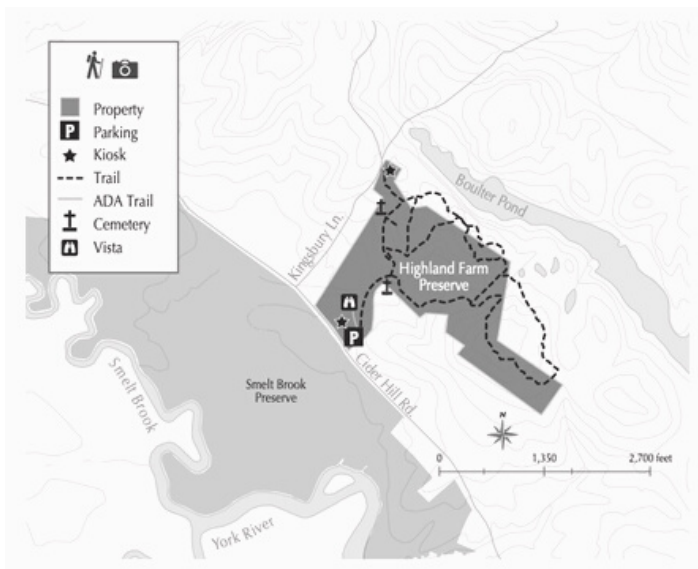 Property
P
Parking
Kiosk
Trail
ADA Trail
Cemetery
Vista
Boulter Pond
Kingsbury Ln.
Highland Farm
Preserve
P
Cider Hill Rd.
Smelt Brook
Smelt Brook
Preserve
N
0
1,350
2,700 feet
York River